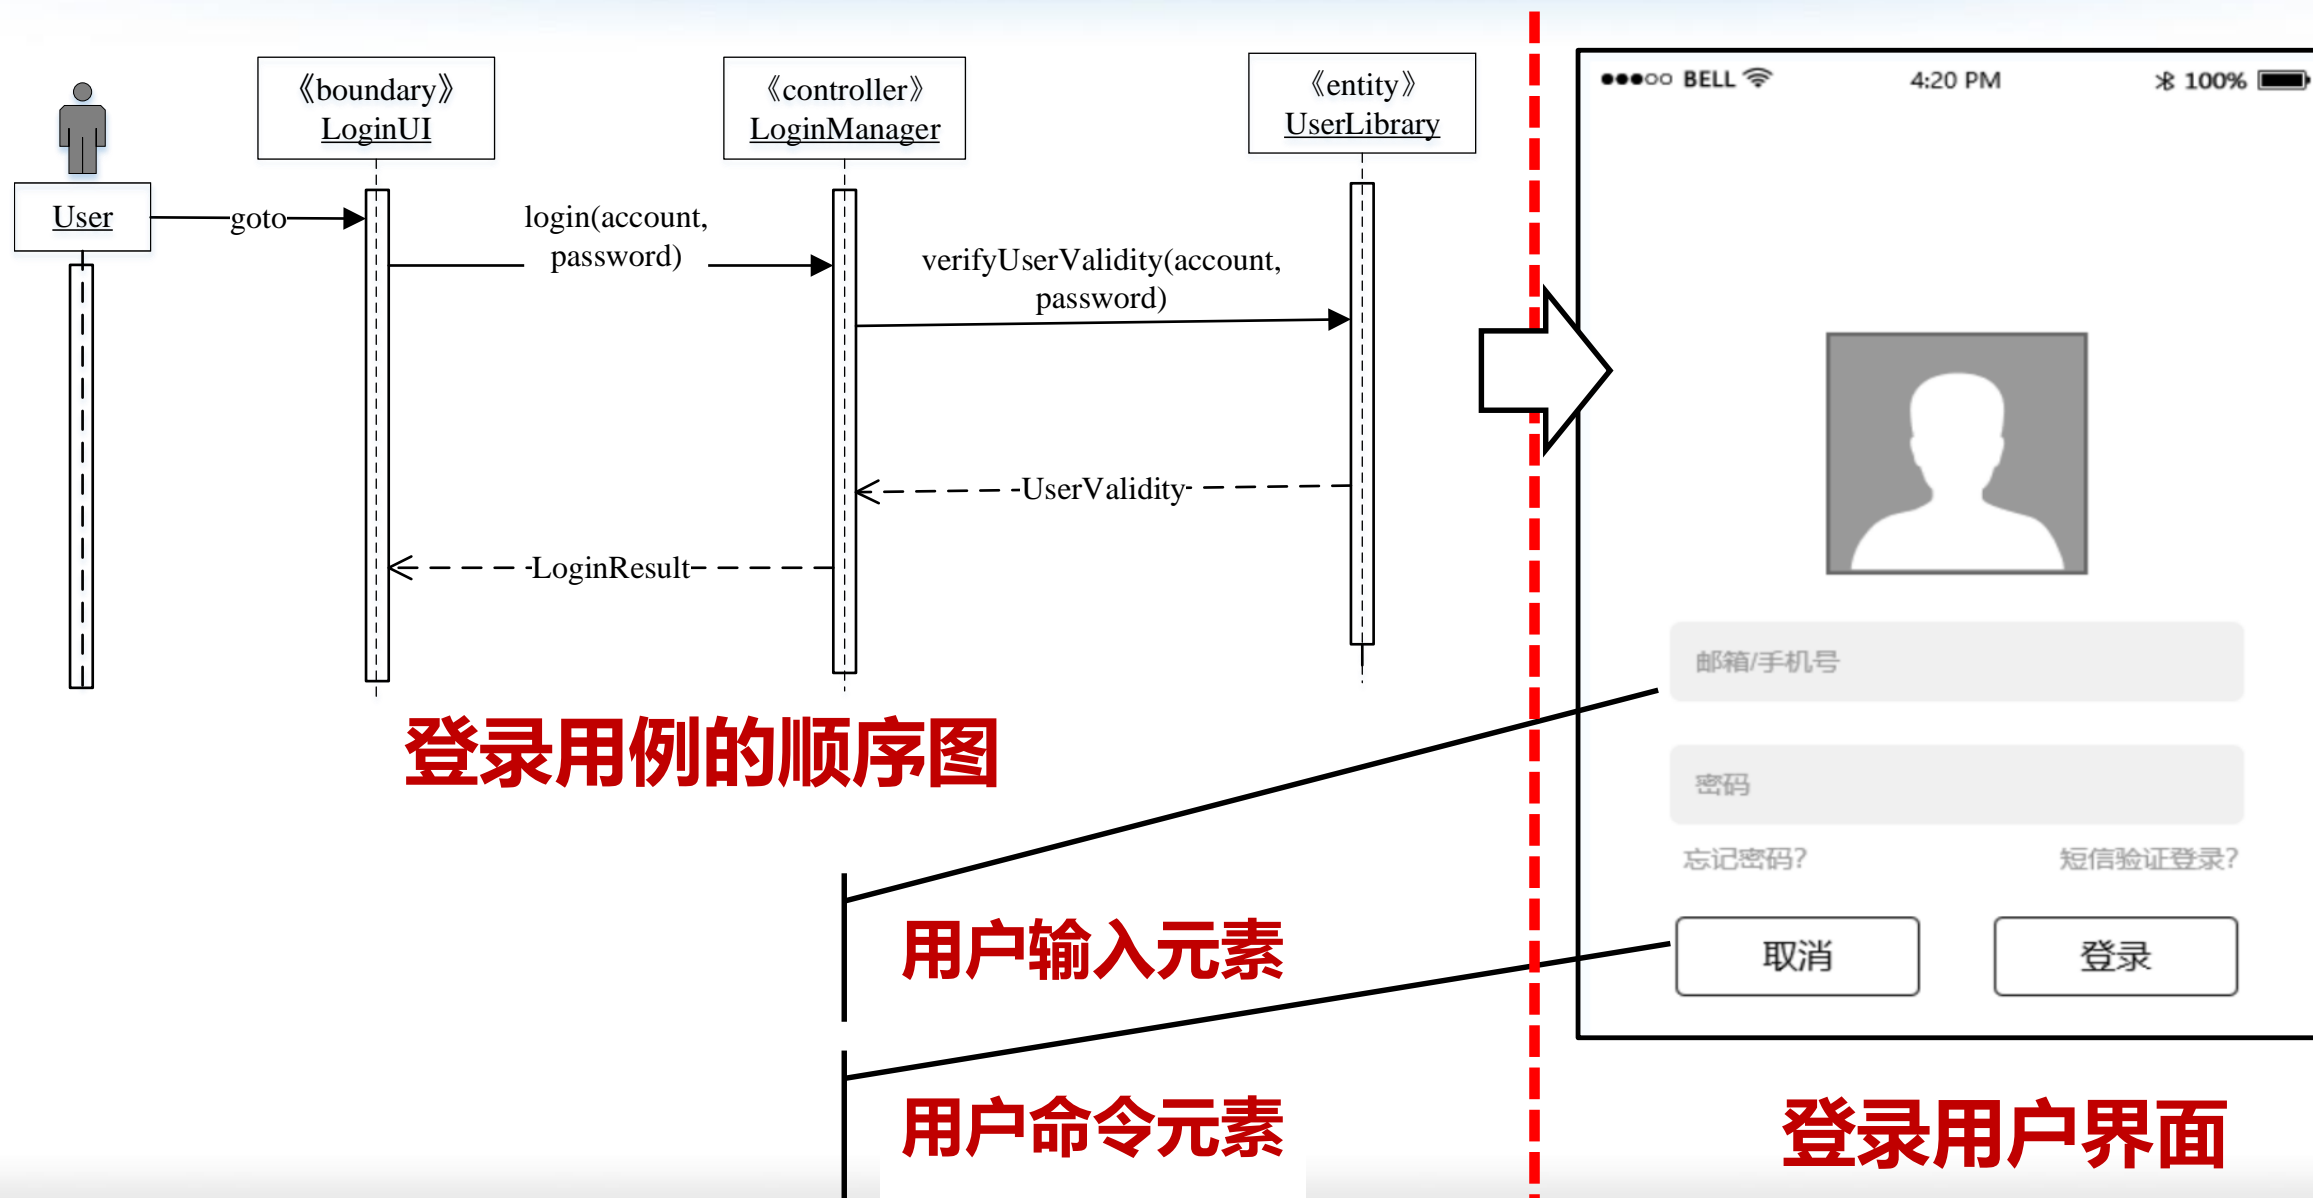 《boundary》
LoginUI
《controller》
LoginManager
《entity》
UserLibrary
User
goto
login(account,
password)
verifyUserValidity(account,
password)
UserValidity
LoginResult
登录用例的顺序图
用户输入元素
用户命令元素
BELL 4:20 PM 100%
邮箱/手机号
密码
忘记密码? 短信验证登录?
取消 登录
登录用户界面